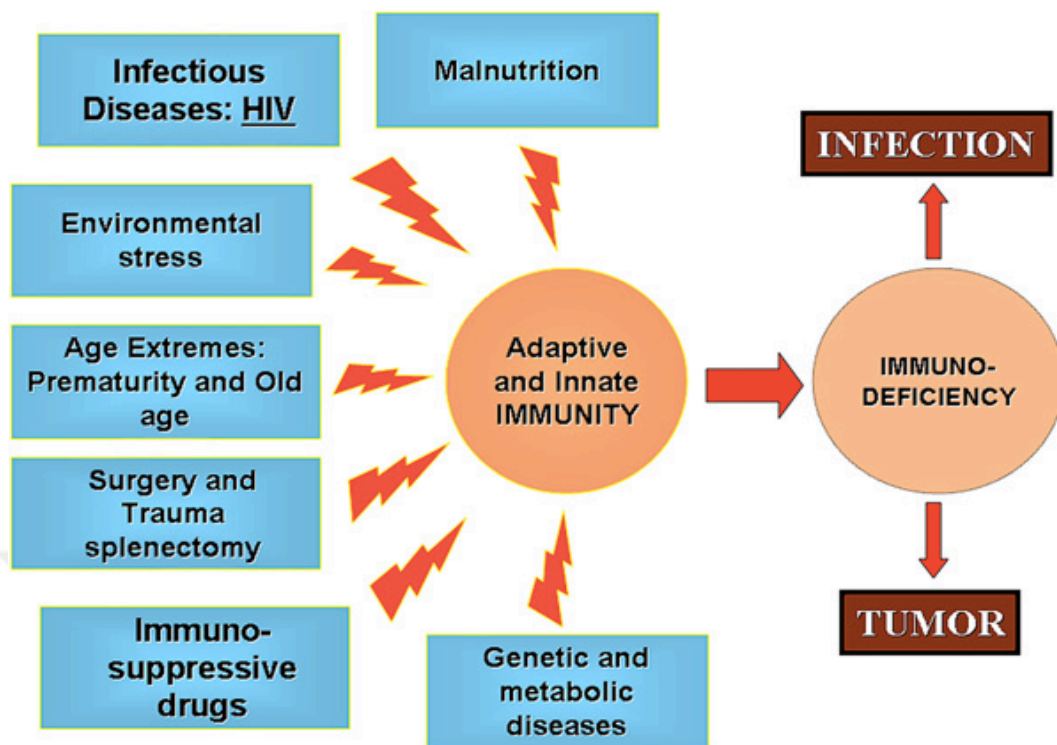 Infectious
Diseases: HIV
Malnutrition
Environmental
stress
Age Extremes:
Prematurity and Old
age
Surgery and
Trauma
splenectomy
Immuno-
suppressive
drugs
Genetic and
metabolic
diseases
Adaptive
and Innate
IMMUNITY
IMMUNO-
DEFICIENCY
INFECTION
TUMOR